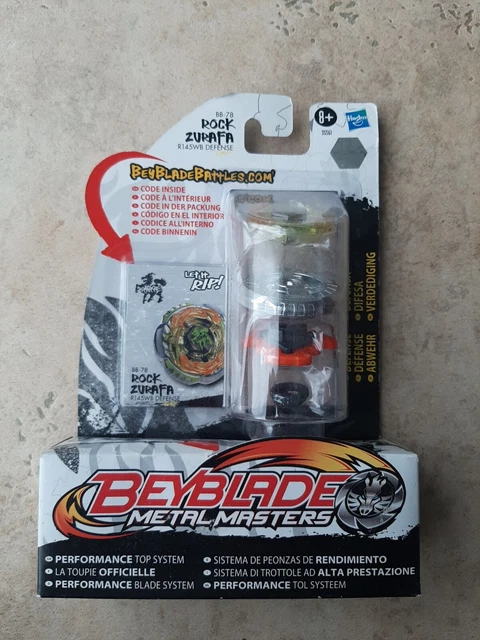 BB-78
ROCK
ZURAFA
R145WB DEFENSE
8+
Hasbro
BEYBLADEBATTLES.COM
CODE INSIDE
CODE À L'INTÉRIEUR
CODE IN DER PACKUNG
CÓDIGO EN EL INTERIOR
CODICE ALL'INTERNO
CODE BINNENIN
LET IT
RIP!
BB-78
ROCK
ZURAFA
R145WB DEFENSE
DIFESA
VERDEDIGING
DEFENSE
ABWEHR
BEYBLADE
METAL MASTERS
PERFORMANCE TOP SYSTEM
LA TOUPIE OFFICIELLE
PERFORMANCE BLADE SYSTEM
SISTEMA DE PEONZAS DE RENDIMIENTO
SISTEMA DI TROTTOLE AD ALTA PRESTAZIONE
PERFORMANCE TOL SYSTEEM